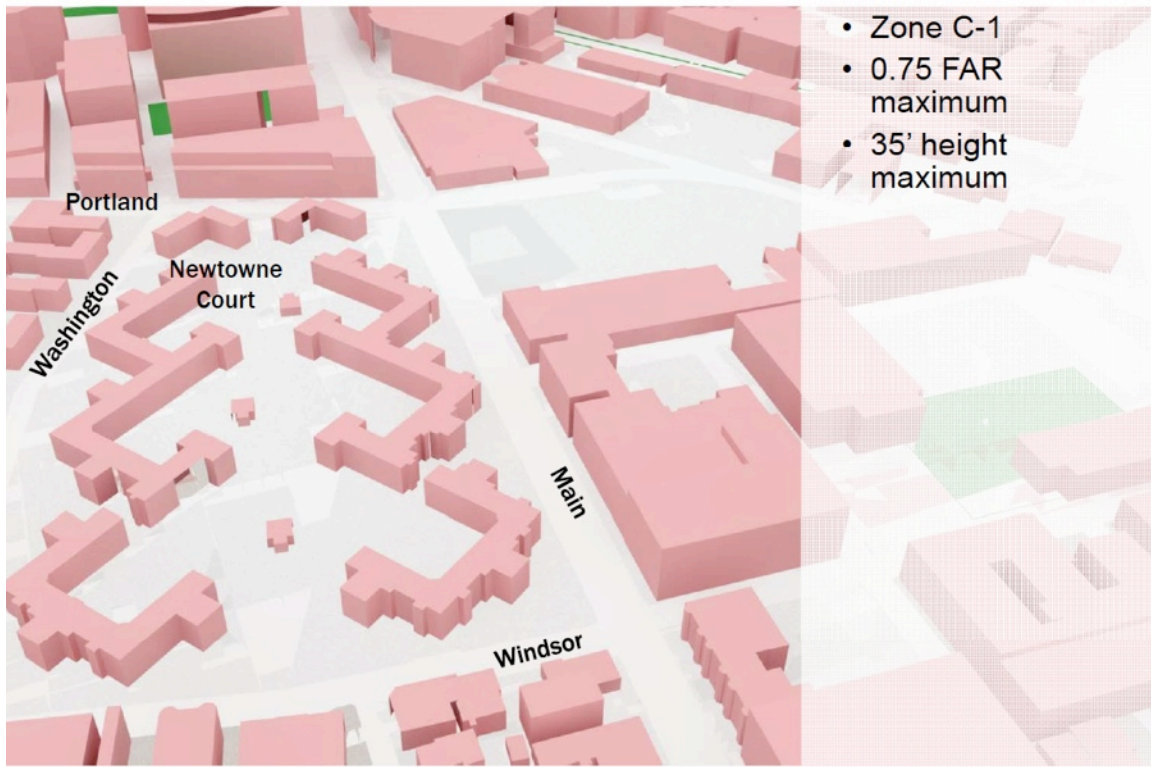 • Zone C-1
• 0.75 FAR
maximum
• 35’ height
maximum
Portland
Newtowne
Court
Washington
Main
Windsor